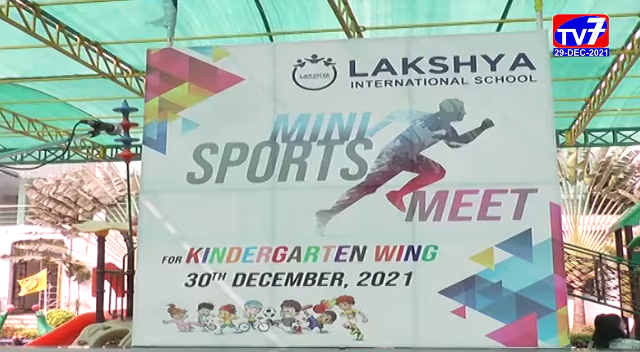 TV7
29-DEC-2021
LAKSHYA
INTERNATIONAL SCHOOL
MINI
SPORTS
MEET
FOR KINDERGARTEN WING
30TH DECEMBER, 2021